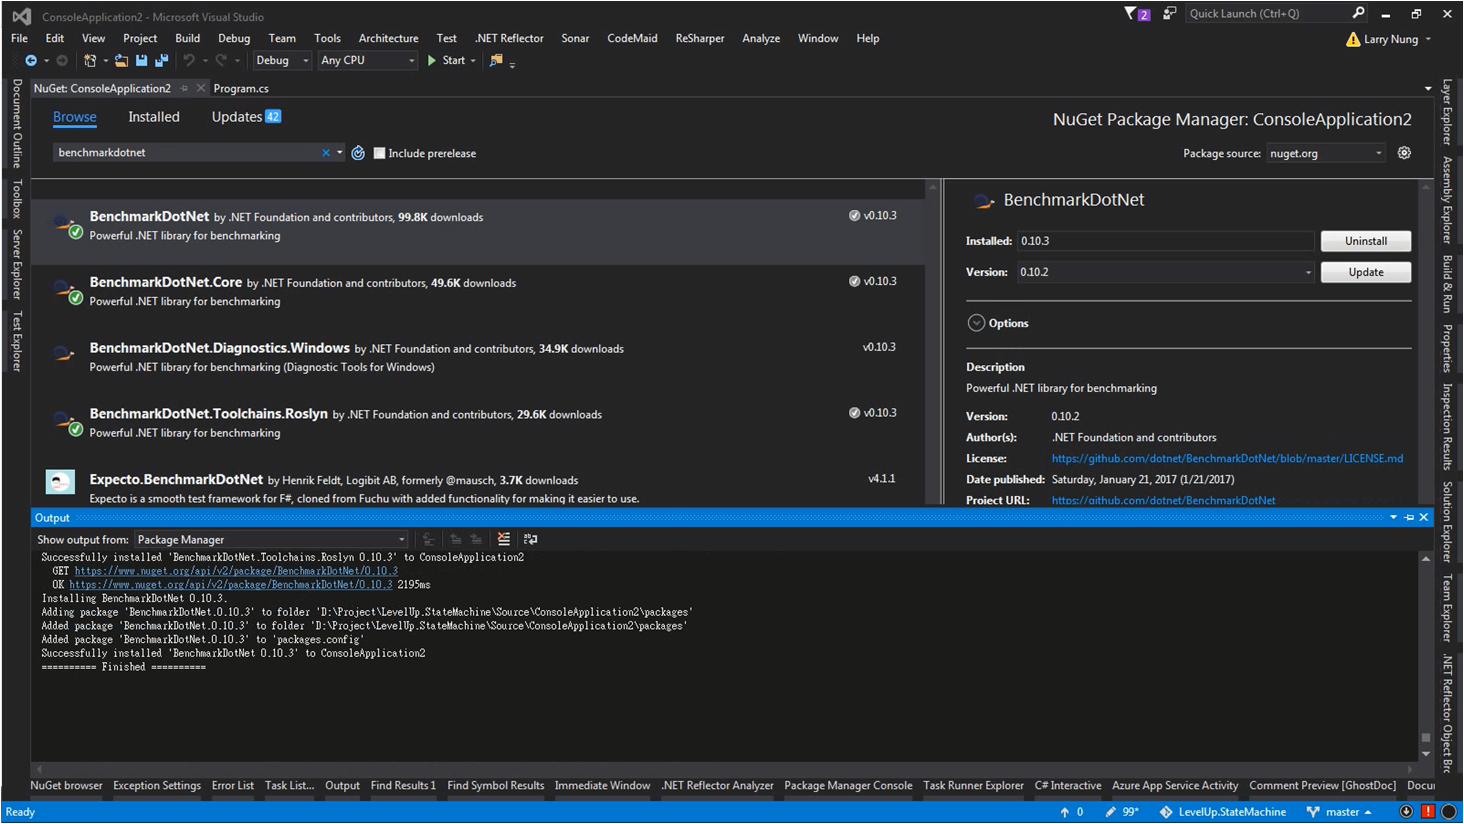 ConsoleApplication2 - Microsoft Visual Studio
2
Quick Launch (Ctrl+Q)
File Edit View Project Build Debug Team Tools Architecture Test .NET Reflector Sonar CodeMaid ReSharper Analyze Window Help
Larry Nung
Debug Any CPU Start
NuGet: ConsoleApplication2 Program.cs
Browse Installed Updates 42
NuGet Package Manager: ConsoleApplication2
benchmarkdotnet
Include prerelease
Package source: nuget.org
BenchmarkDotNet by .NET Foundation and contributors, 99.8K downloads
v0.10.3
Powerful .NET library for benchmarking
BenchmarkDotNet.Core by .NET Foundation and contributors, 49.6K downloads
v0.10.3
Powerful .NET library for benchmarking
BenchmarkDotNet.Diagnostics.Windows by .NET Foundation and contributors, 34.9K downloads
v0.10.3
Powerful .NET library for benchmarking (Diagnostic Tools for Windows)
BenchmarkDotNet.Toolchains.Roslyn by .NET Foundation and contributors, 29.6K downloads
v0.10.3
Powerful .NET library for benchmarking
Expecto.BenchmarkDotNet by Henrik Feldt, Logibit AB, formerly @mausch, 3.7K downloads
v4.1.1
Expecto is a smooth test framework for F#, cloned from Fuchu with added functionality for making it easier to use.
BenchmarkDotNet
Installed: 0.10.3 Uninstall
Version: 0.10.2 Update
Options
Description
Powerful .NET library for benchmarking
Version: 0.10.2
Author(s): .NET Foundation and contributors
License: https://github.com/dotnet/BenchmarkDotNet/blob/master/LICENSE.md
Date published: Saturday, January 21, 2017 (1/21/2017)
Project URL: https://github.com/dotnet/BenchmarkDotNet
Document Outline
Toolbox
Server Explorer
Test Explorer
Layer Explorer
Assembly Explorer
Build & Run
Properties
Inspection Results
Solution Explorer
Team Explorer
.NET Reflector Object Bro
Output
Show output from: Package Manager
Successfully installed 'BenchmarkDotNet.Toolchains.Roslyn 0.10.3' to ConsoleApplication2
GET https://www.nuget.org/api/v2/package/BenchmarkDotNet/0.10.3
OK https://www.nuget.org/api/v2/package/BenchmarkDotNet/0.10.3 2195ms
Installing BenchmarkDotNet 0.10.3.
Adding package 'BenchmarkDotNet.0.10.3' to folder 'D:\Project\LevelUp.StateMachine\Source\ConsoleApplication2\packages'
Added package 'BenchmarkDotNet.0.10.3' to folder 'D:\Project\LevelUp.StateMachine\Source\ConsoleApplication2\packages'
Added package 'BenchmarkDotNet.0.10.3' to 'packages.config'
Successfully installed 'BenchmarkDotNet 0.10.3' to ConsoleApplication2
========== Finished ==========
NuGet browser Exception Settings Error List Task List... Output Find Results 1 Find Symbol Results Immediate Window .NET Reflector Analyzer Package Manager Console Task Runner Explorer C# Interactive Azure App Service Activity Comment Preview [GhostDoc] Docu
Ready
0 99* LevelUp.StateMachine master